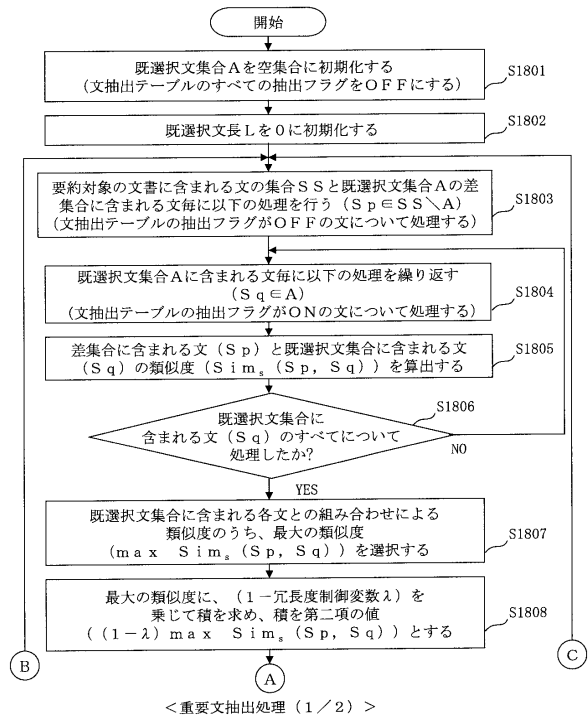 開始
既選択文集合Aを空集合に初期化する
(文抽出テーブルのすべての抽出フラグをOFFにする)
S1801
既選択文長Lを0に初期化する
S1802
要約対象の文書に含まれる文の集合SSと既選択文集合Aの差
集合に含まれる文毎に以下の処理を行う(Sp∈SS\A)
(文抽出テーブルの抽出フラグがOFFの文について処理する)
S1803
既選択文集合Aに含まれる文毎に以下の処理を繰り返す
(Sq∈A)
(文抽出テーブルの抽出フラグがONの文について処理する)
S1804
差集合に含まれる文(Sp)と既選択文集合に含まれる文
(Sq)の類似度(Sims(Sp,Sq))を算出する
S1805
既選択文集合に
含まれる文(Sq)のすべてについて
処理したか?
S1806
NO
YES
既選択文集合に含まれる各文との組み合わせによる
類似度のうち、最大の類似度
(max Sims(Sp,Sq))を選択する
S1807
最大の類似度に、(1-冗長度制御変数λ)を
乗じて積を求め、積を第二項の値
((1-λ)max Sims(Sp,Sq))とする
S1808
B
A
C
<重要文抽出処理(1/2)>